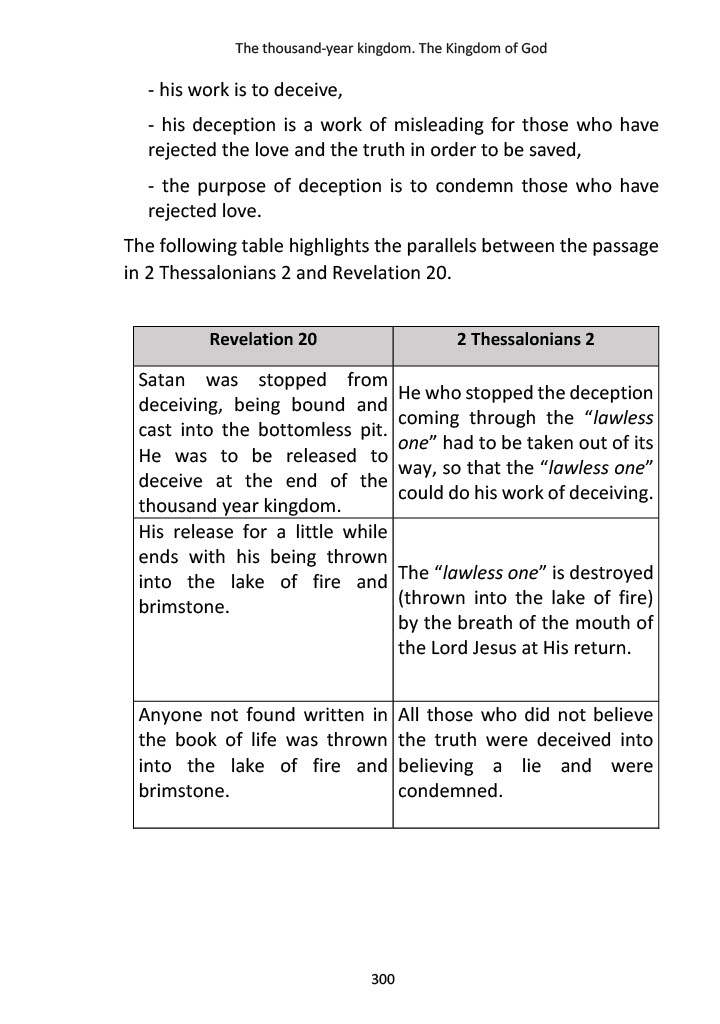 The thousand-year kingdom. The Kingdom of God
- his work is to deceive,
- his deception is a work of misleading for those who have
rejected the love and the truth in order to be saved,
- the purpose of deception is to condemn those who have
rejected love.
The following table highlights the parallels between the passage
in 2 Thessalonians 2 and Revelation 20.
Revelation 20
2 Thessalonians 2
Satan was stopped from
deceiving, being bound and
cast into the bottomless pit.
He was to be released to
deceive at the end of the
thousand year kingdom.
He who stopped the deception
coming through the “lawless
one” had to be taken out of its
way, so that the “lawless one”
could do his work of deceiving.
His release for a little while
ends with his being thrown
into the lake of fire and
brimstone.
The “lawless one” is destroyed
(thrown into the lake of fire)
by the breath of the mouth of
the Lord Jesus at His return.
Anyone not found written in
the book of life was thrown
into the lake of fire and
brimstone.
All those who did not believe
the truth were deceived into
believing a lie and were
condemned.
300